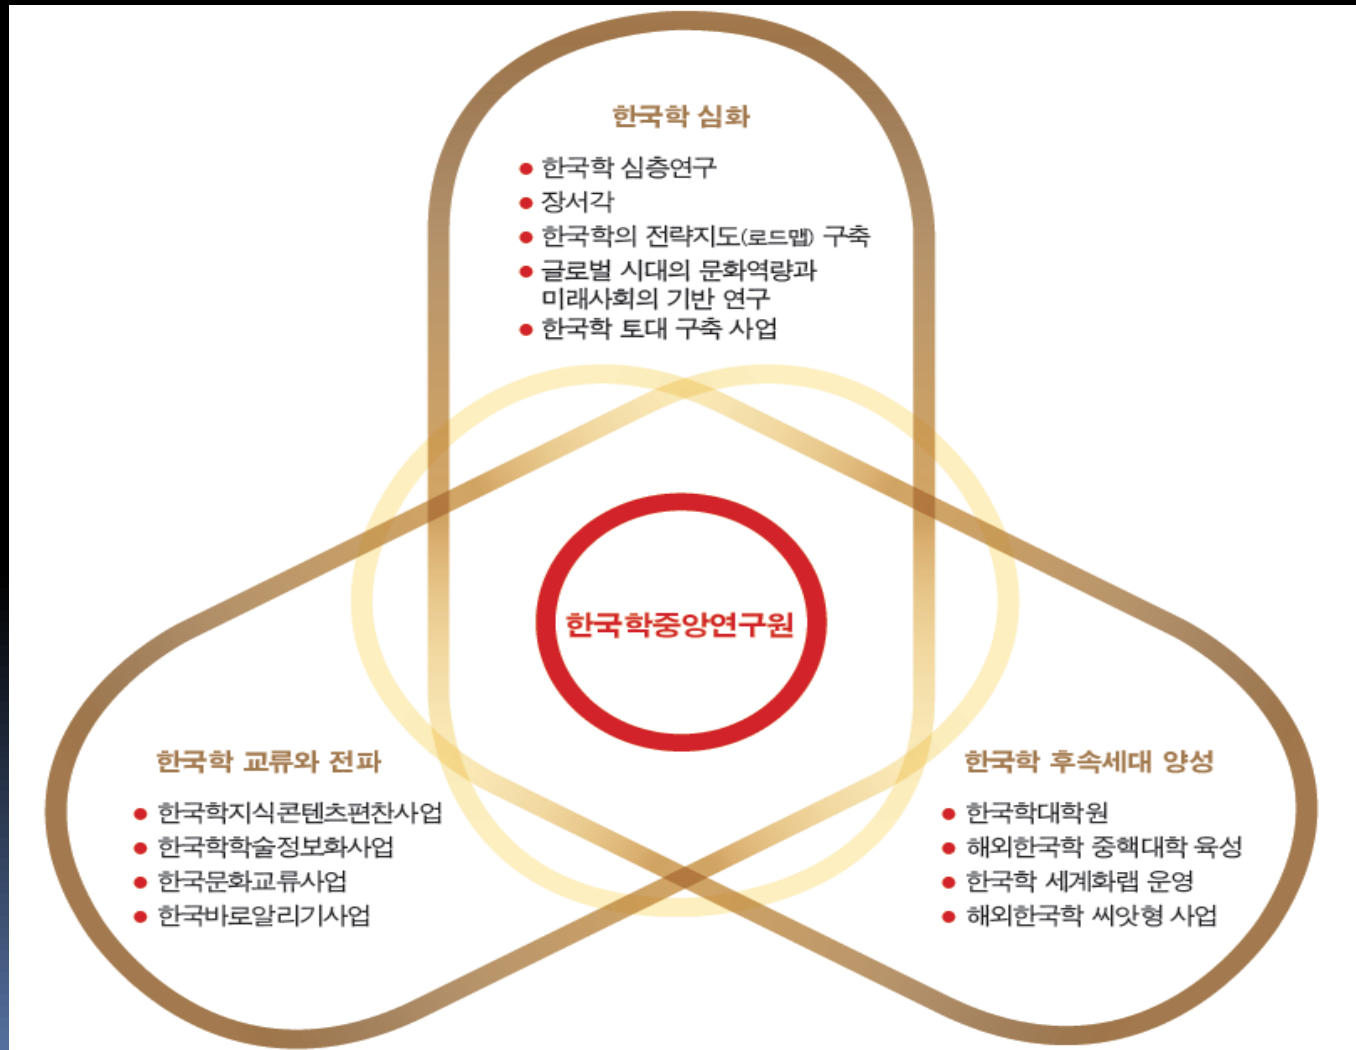 한국학 심화
● 한국학 심층연구
● 장서각
● 한국학의 전략지도(로드맵) 구축
● 글로벌 시대의 문화역량과
미래사회의 기반 연구
● 한국학 토대 구축 사업
한국학중앙연구원
한국학 교류와 전파
● 한국학지식콘텐츠편찬사업
● 한국학학술정보화사업
● 한국문화교류사업
● 한국바로알리기사업
한국학 후속세대 양성
● 한국학대학원
● 해외한국학 중핵대학 육성
● 한국학 세계화랩 운영
● 해외한국학 씨앗형 사업